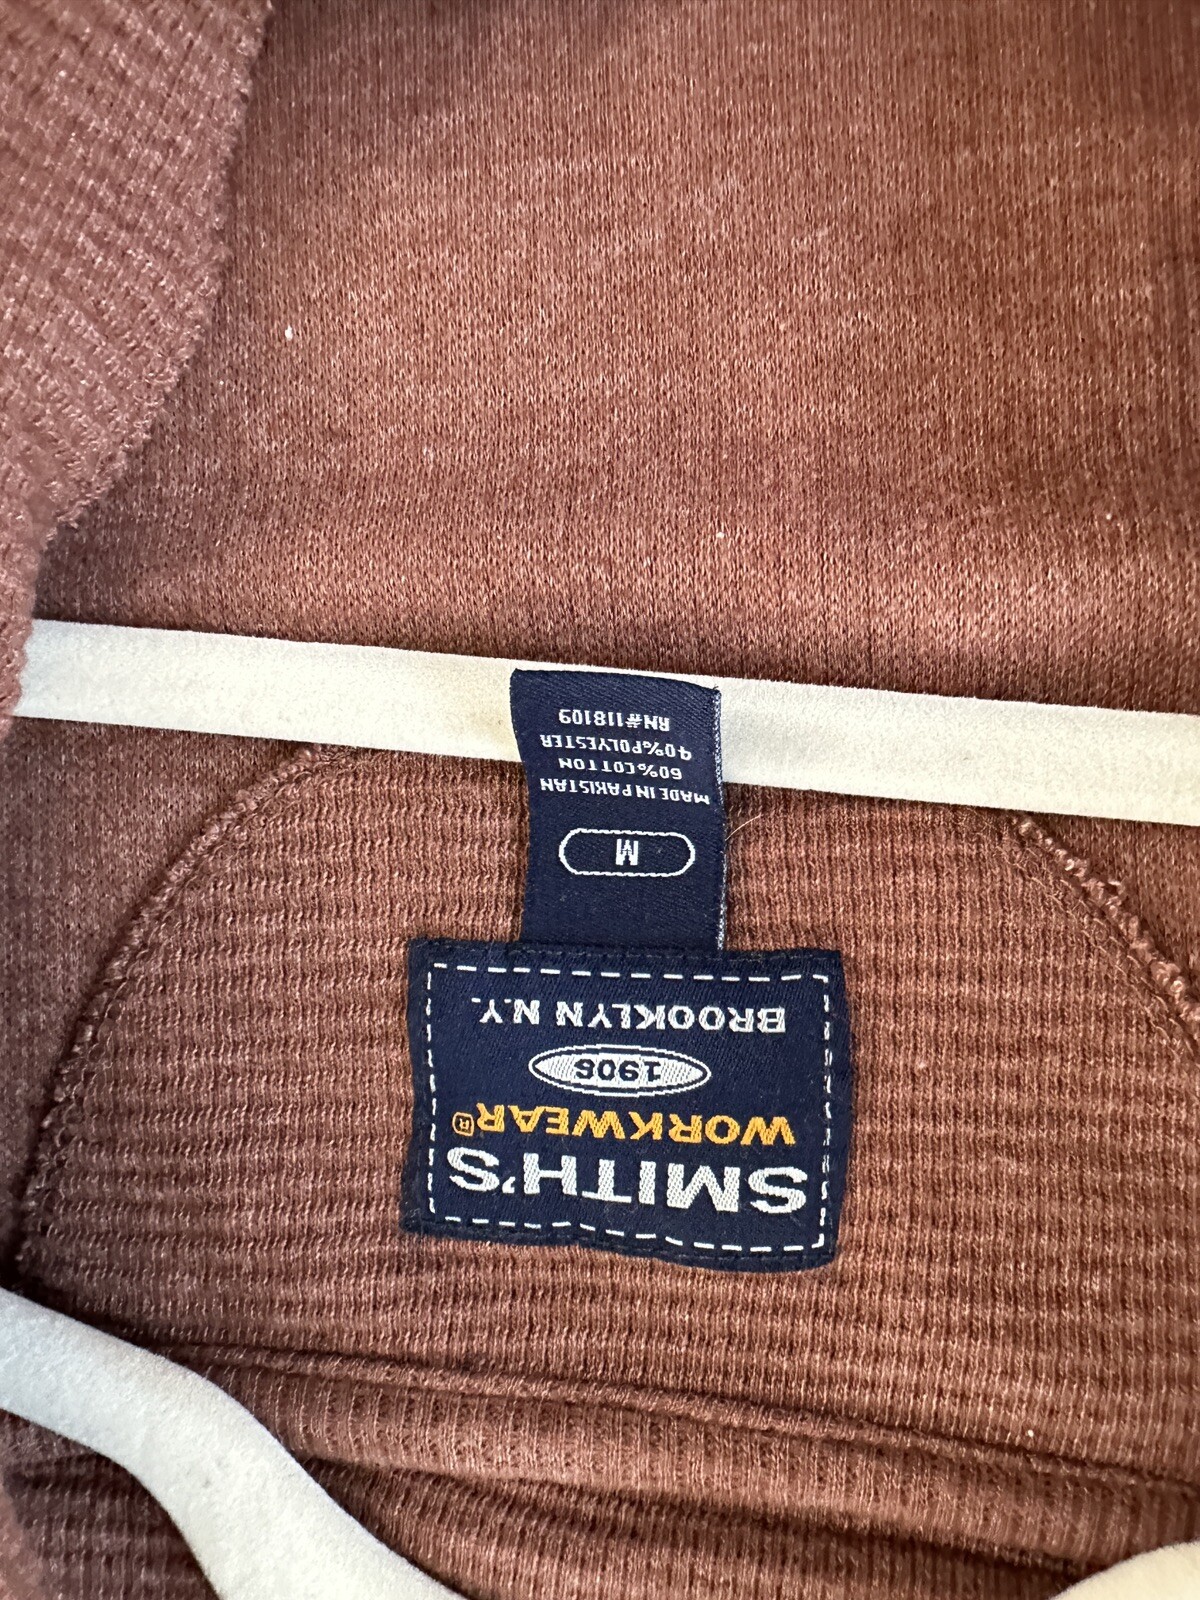 SMITH'S
WORKWEAR®
1906
BROOKLYN N.Y.
M
MADE IN PAKISTAN
60%COTTON
40%POLYESTER
RN#118109